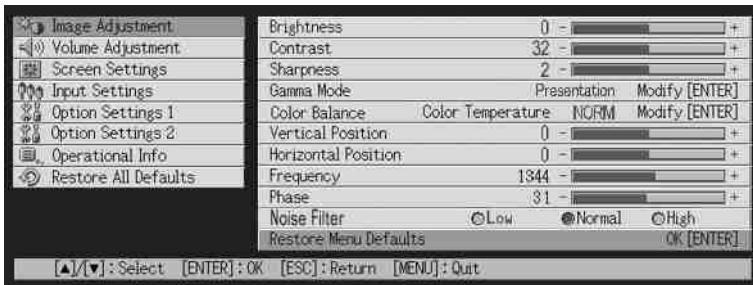 Image Adjustment
Volume Adjustment
Screen Settings
Input Settings
Option Settings 1
Option Settings 2
Operational Info
Restore All Defaults
Brightness 0 - +
Contrast 32 - +
Sharpness 2 - +
Gamma Mode Presentation Modify [ENTER]
Color Balance Color Temperature NORM Modify [ENTER]
Vertical Position 0 - +
Horizontal Position 0 - +
Frequency 1344 - +
Phase 31 - +
Noise Filter Low Normal High
Restore Menu Defaults OK [ENTER]
[▲]/[▼] : Select [ENTER] : OK [ESC] : Return [MENU] : Quit